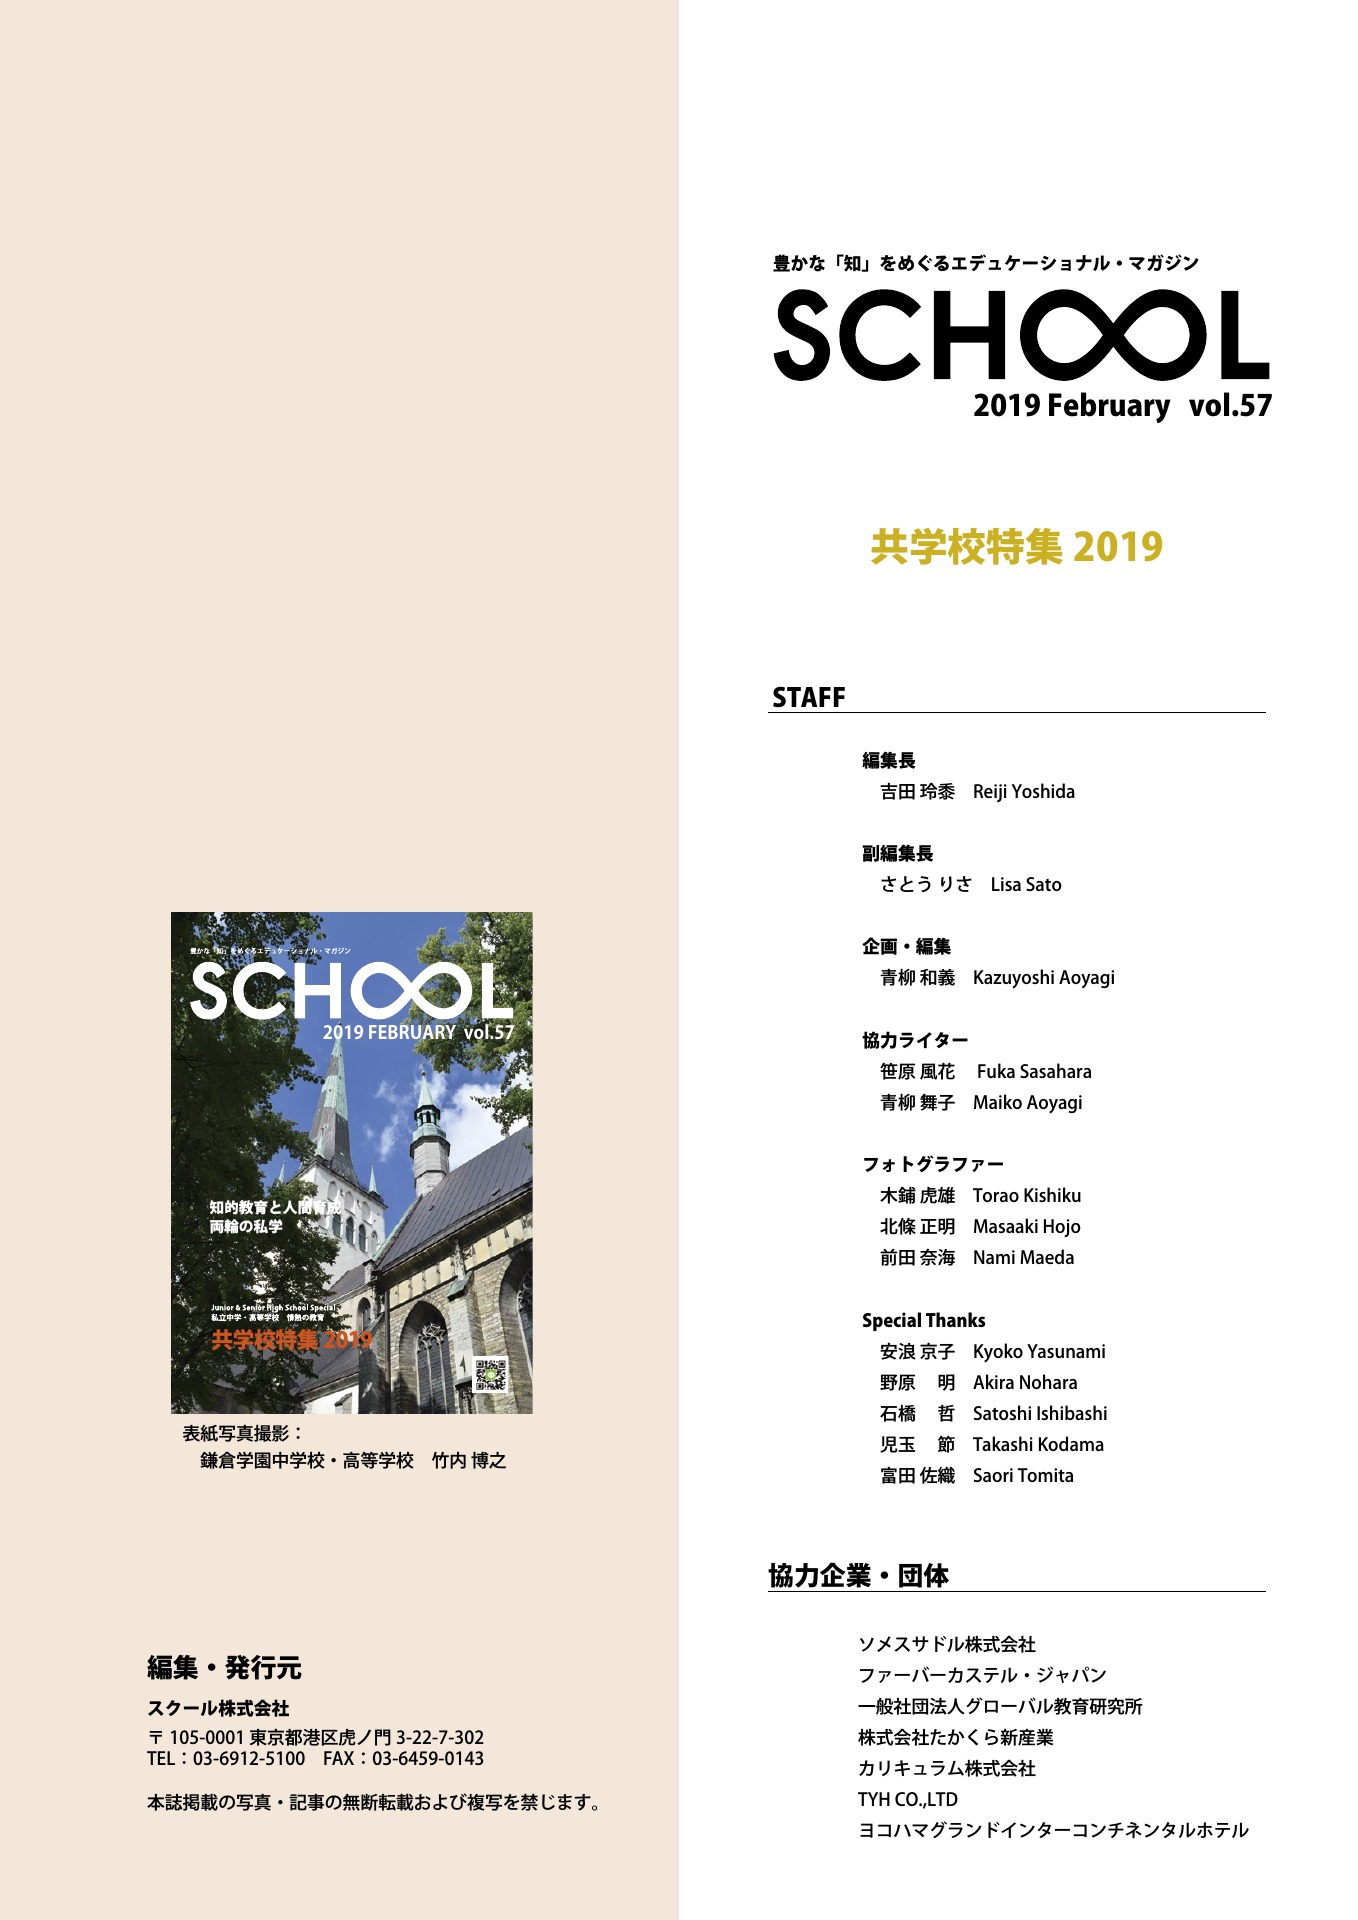 豊かな「知」をめぐるエデュケーショナル・マガジン
SCHOOL
2019 February vol.57
共学校特集 2019
STAFF
編集長
吉田 玲黍 Reiji Yoshida
副編集長
さとう りさ Lisa Sato
企画・編集
青柳 和義 Kazuyoshi Aoyagi
協力ライター
笹原 風花 Fuka Sasahara
青柳 舞子 Maiko Aoyagi
フォトグラファー
木鋪 虎雄 Torao Kishiku
北條 正明 Masaaki Hojo
前田 奈海 Nami Maeda
Special Thanks
安浪 京子 Kyoko Yasunami
野原 明 Akira Nohara
石橋 哲 Satoshi Ishibashi
児玉 節 Takashi Kodama
富田 佐織 Saori Tomita
協力企業・団体
ソメスサドル株式会社
ファーバーカステル・ジャパン
一般社団法人グローバル教育研究所
株式会社たかくら新産業
カリキュラム株式会社
TYH CO.,LTD
ヨコハマグランドインターコンチネンタルホテル
豊かな「知」をめぐるエデュケーショナル・マガジン
SCHOOL
2019 FEBRUARY vol.57
知的教育と人間育成
両輪の私学
Junior & Senior High School Special
私立中学・高等学校 情熱の教育
共学校特集 2019
表紙写真撮影：
鎌倉学園中学校・高等学校 竹内 博之
編集・発行元
スクール株式会社
〒 105-0001 東京都港区虎ノ門 3-22-7-302
TEL：03-6912-5100 FAX：03-6459-0143
本誌掲載の写真・記事の無断転載および複写を禁じます。